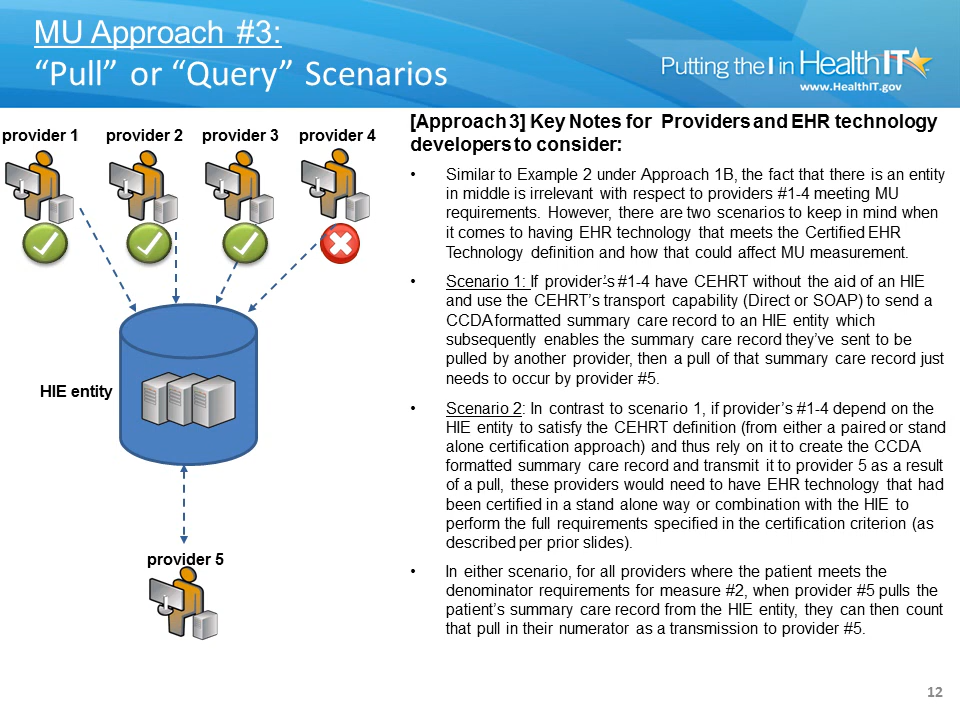 MU Approach #3:
“Pull” or “Query” Scenarios
Putting the I in HealthIT
www.HealthIT.gov
provider 1
provider 2
provider 3
provider 4
HIE entity
provider 5
[Approach 3] Key Notes for Providers and EHR technology
developers to consider:
• Similar to Example 2 under Approach 1B, the fact that there is an entity
in middle is irrelevant with respect to providers #1-4 meeting MU
requirements. However, there are two scenarios to keep in mind when
it comes to having EHR technology that meets the Certified EHR
Technology definition and how that could affect MU measurement.
• Scenario 1: If provider’s #1-4 have CEHRT without the aid of an HIE
and use the CEHRT’s transport capability (Direct or SOAP) to send a
CCDA formatted summary care record to an HIE entity which
subsequently enables the summary care record they’ve sent to be
pulled by another provider, then a pull of that summary care record just
needs to occur by provider #5.
• Scenario 2: In contrast to scenario 1, if provider’s #1-4 depend on the
HIE entity to satisfy the CEHRT definition (from either a paired or stand
alone certification approach) and thus rely on it to create the CCDA
formatted summary care record and transmit it to provider 5 as a result
of a pull, these providers would need to have EHR technology that had
been certified in a stand alone way or combination with the HIE to
perform the full requirements specified in the certification criterion (as
described per prior slides).
• In either scenario, for all providers where the patient meets the
denominator requirements for measure #2, when provider #5 pulls the
patient’s summary care record from the HIE entity, they can then count
that pull in their numerator as a transmission to provider #5.
12